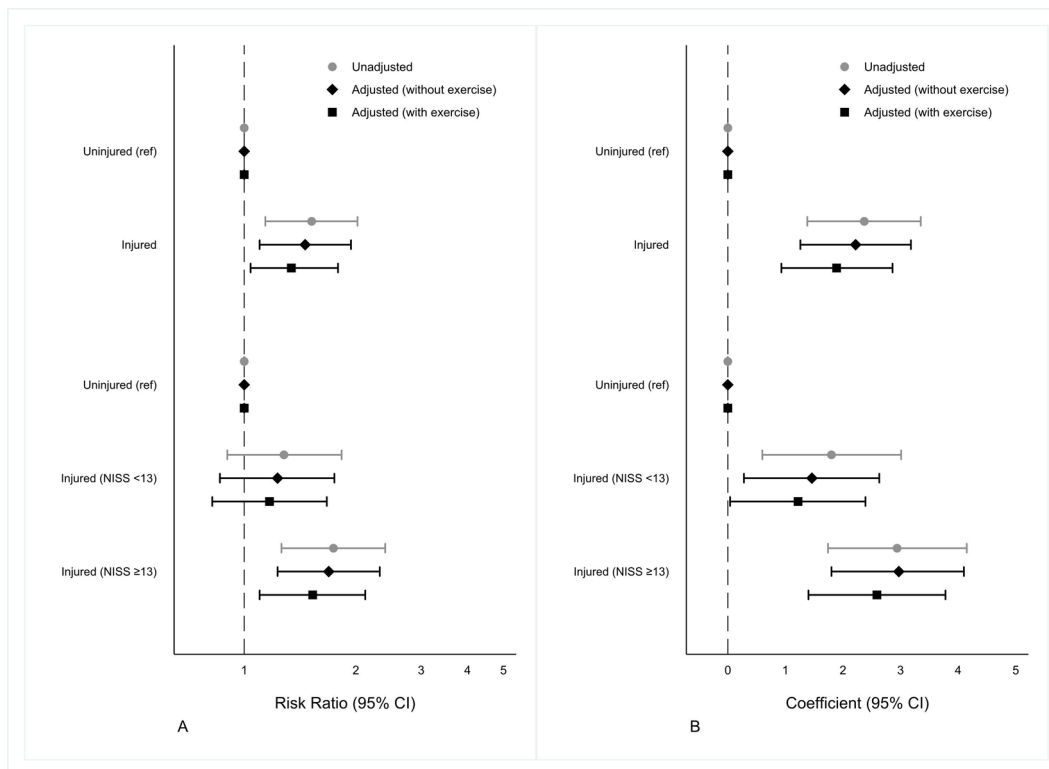 Unadjusted
Adjusted (without exercise)
Adjusted (with exercise)
Uninjured (ref)
Injured
Uninjured (ref)
Injured (NISS <13)
Injured (NISS ≥13)
1 2 3 4 5
Risk Ratio (95% CI)
A
Unadjusted
Adjusted (without exercise)
Adjusted (with exercise)
Uninjured (ref)
Injured
Uninjured (ref)
Injured (NISS <13)
Injured (NISS ≥13)
0 1 2 3 4 5
Coefficient (95% CI)
B